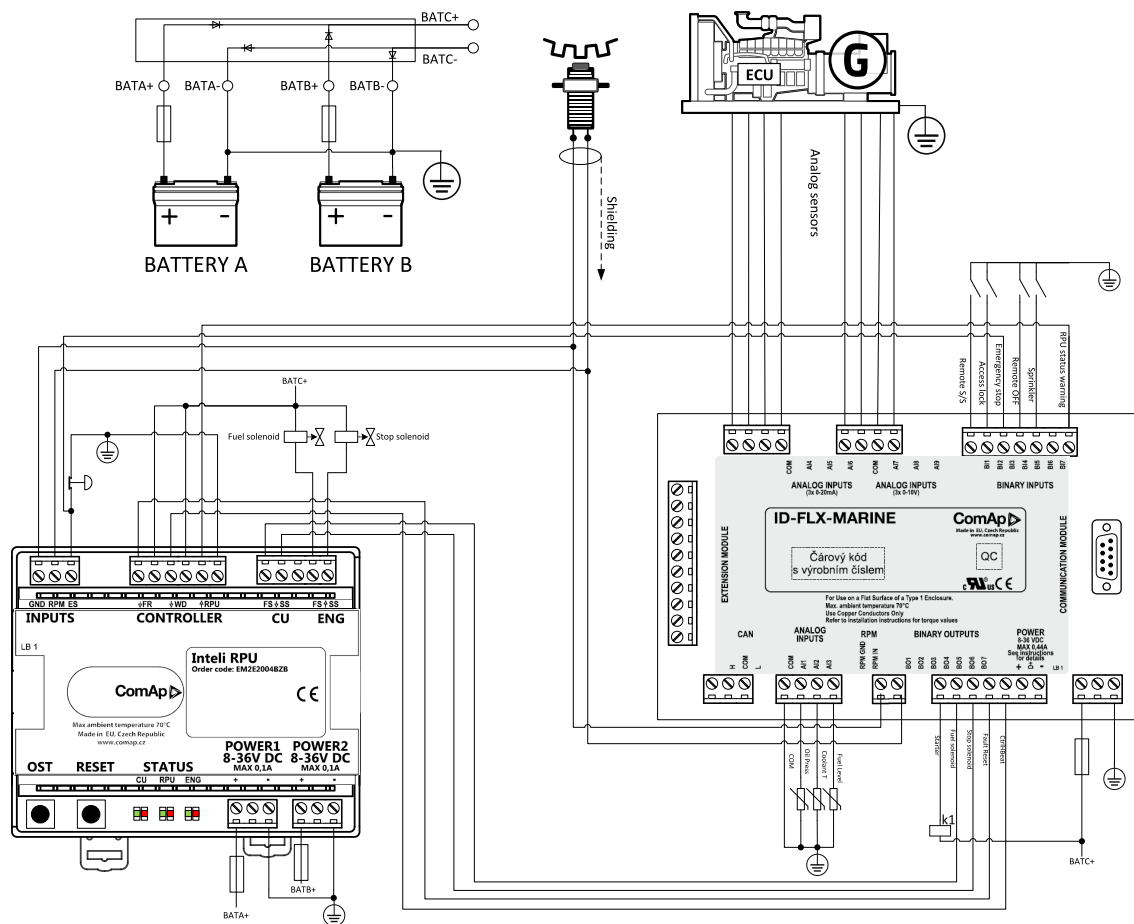 BATC+
BATC-
BATA+
BATA-
BATB+
BATB-
+ -
+ -
BATTERY A
BATTERY B
Shielding
ECU
G
Analog sensors
Remote S/S
Access lock
Emergency stop
Remote OFF
Sprinkler
RPU status warning
BATC+
Fuel solenoid
Stop solenoid
GND RPM ES
FR
WD
RPU
FS SS
FS SS
INPUTS
CONTROLLER
CU
ENG
LB 1
ComAp
Max ambient temperature 70°C
Made in EU, Czech Republic
www.comap.cz
Inteli RPU
Order code: EM2E2004BZB
CE
POWER1
8-36V DC
MAX 0,1A
+ -
POWER2
8-36V DC
MAX 0,1A
+ -
OST
RESET
STATUS
CU RPU ENG
BATA+
BATB+
COM
AI4
AI5
AI6
COM
AI7
AI8
AI9
ANALOG INPUTS
(3x 0-20mA)
ANALOG INPUTS
(3x 0-10V)
BI1
BI2
BI3
BI4
BI5
BI6
BI7
BINARY INPUTS
ID-FLX-MARINE
ComAp
Made in EU, Czech Republic
www.comap.cz
Čárový kód
s výrobním číslem
QC
c RU us CE
EXTENSION MODULE
COMMUNICATION MODULE
For Use on a Flat Surface of a Type 1 Enclosure.
Max. ambient temperature 70°C
Use Copper Conductors Only
Refer to installation instructions for torque values
CAN
H
COM
L
ANALOG
INPUTS
COM
AI1
AI2
AI3
RPM
RPM GND
RPM IN
BINARY OUTPUTS
BO1
BO2
BO3
BO4
BO5
BO6
BO7
POWER
8-36 VDC
MAX 0,44A
See instructions
for details
+
D+
-
LB 1
COM
Oil Press
Coolant T
Fuel Level
Starter
Fuel solenoid
Stop solenoid
Fault Reset
CtrlHBeat
k1
BATC+